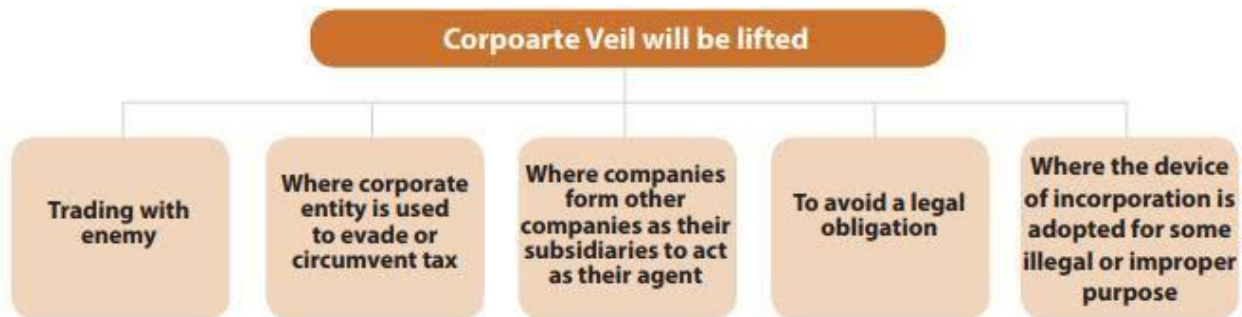 Corpoarte Veil will be lifted
Trading with
enemy
Where corporate
entity is used
to evade or
circumvent tax
Where companies
form other
companies as their
subsidiaries to act
as their agent
To avoid a legal
obligation
Where the device
of incorporation is
adopted for some
illegal or improper
purpose